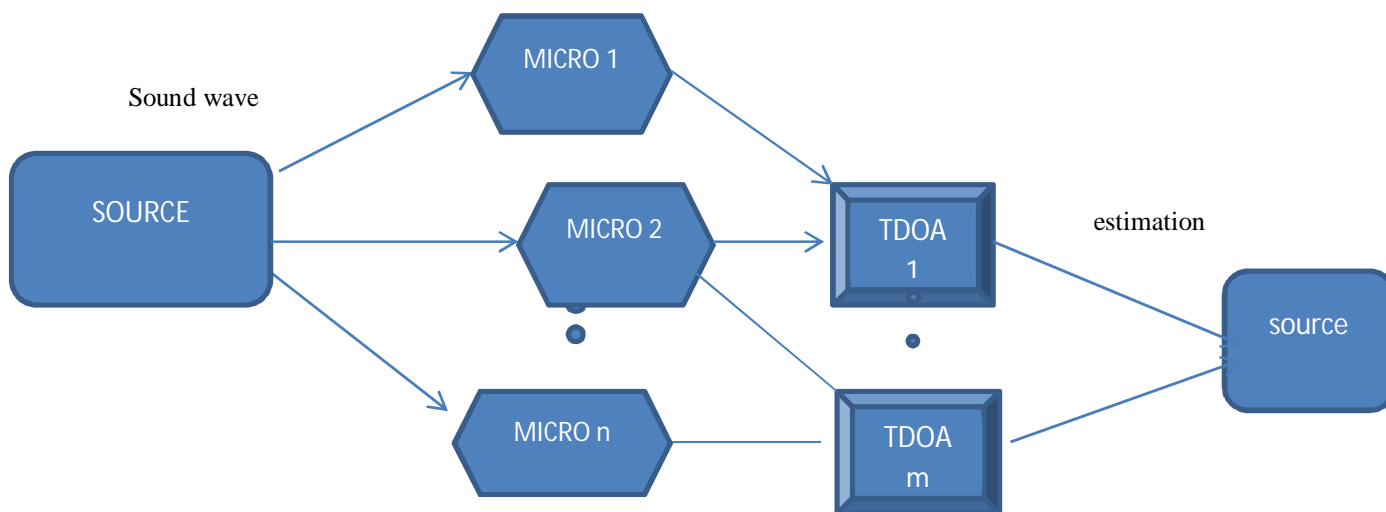 MICRO 1
Sound wave
SOURCE
MICRO 2
TDOA
1
estimation
source
MICRO n
TDOA
m